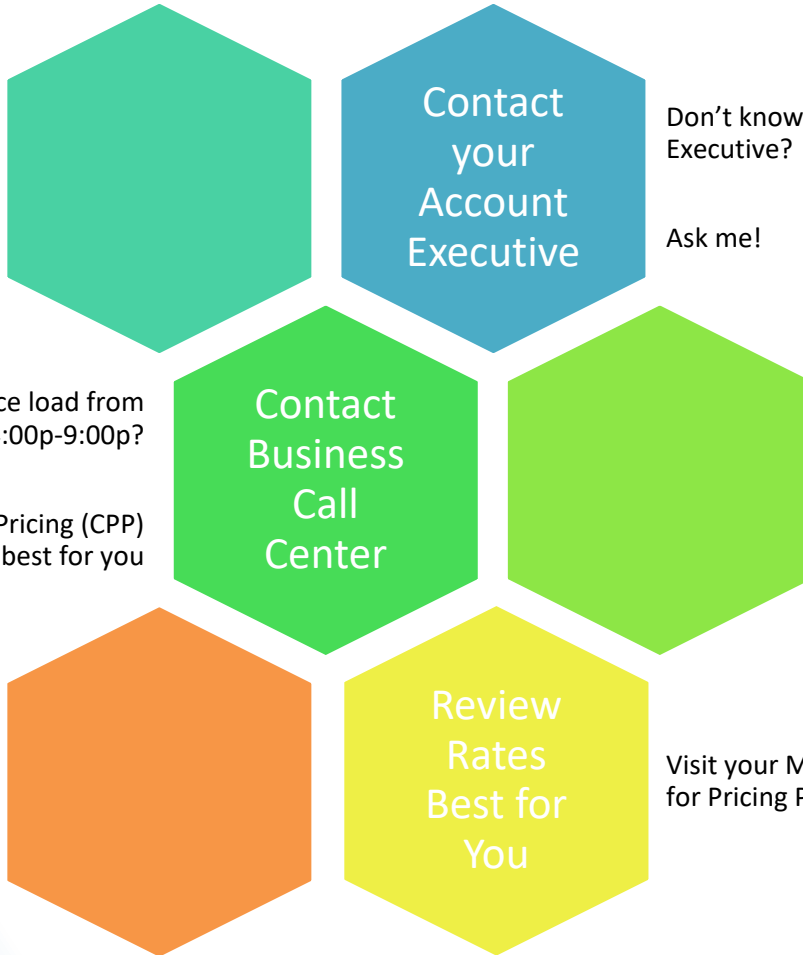 Contact
your
Account
Executive
Don’t know
Executive?
Ask me!
load from
:00p-9:00p?
Pricing (CPP)
best for you
Contact
Business
Call
Center
Review
Rates
Best for
You
Visit your
for Pricing